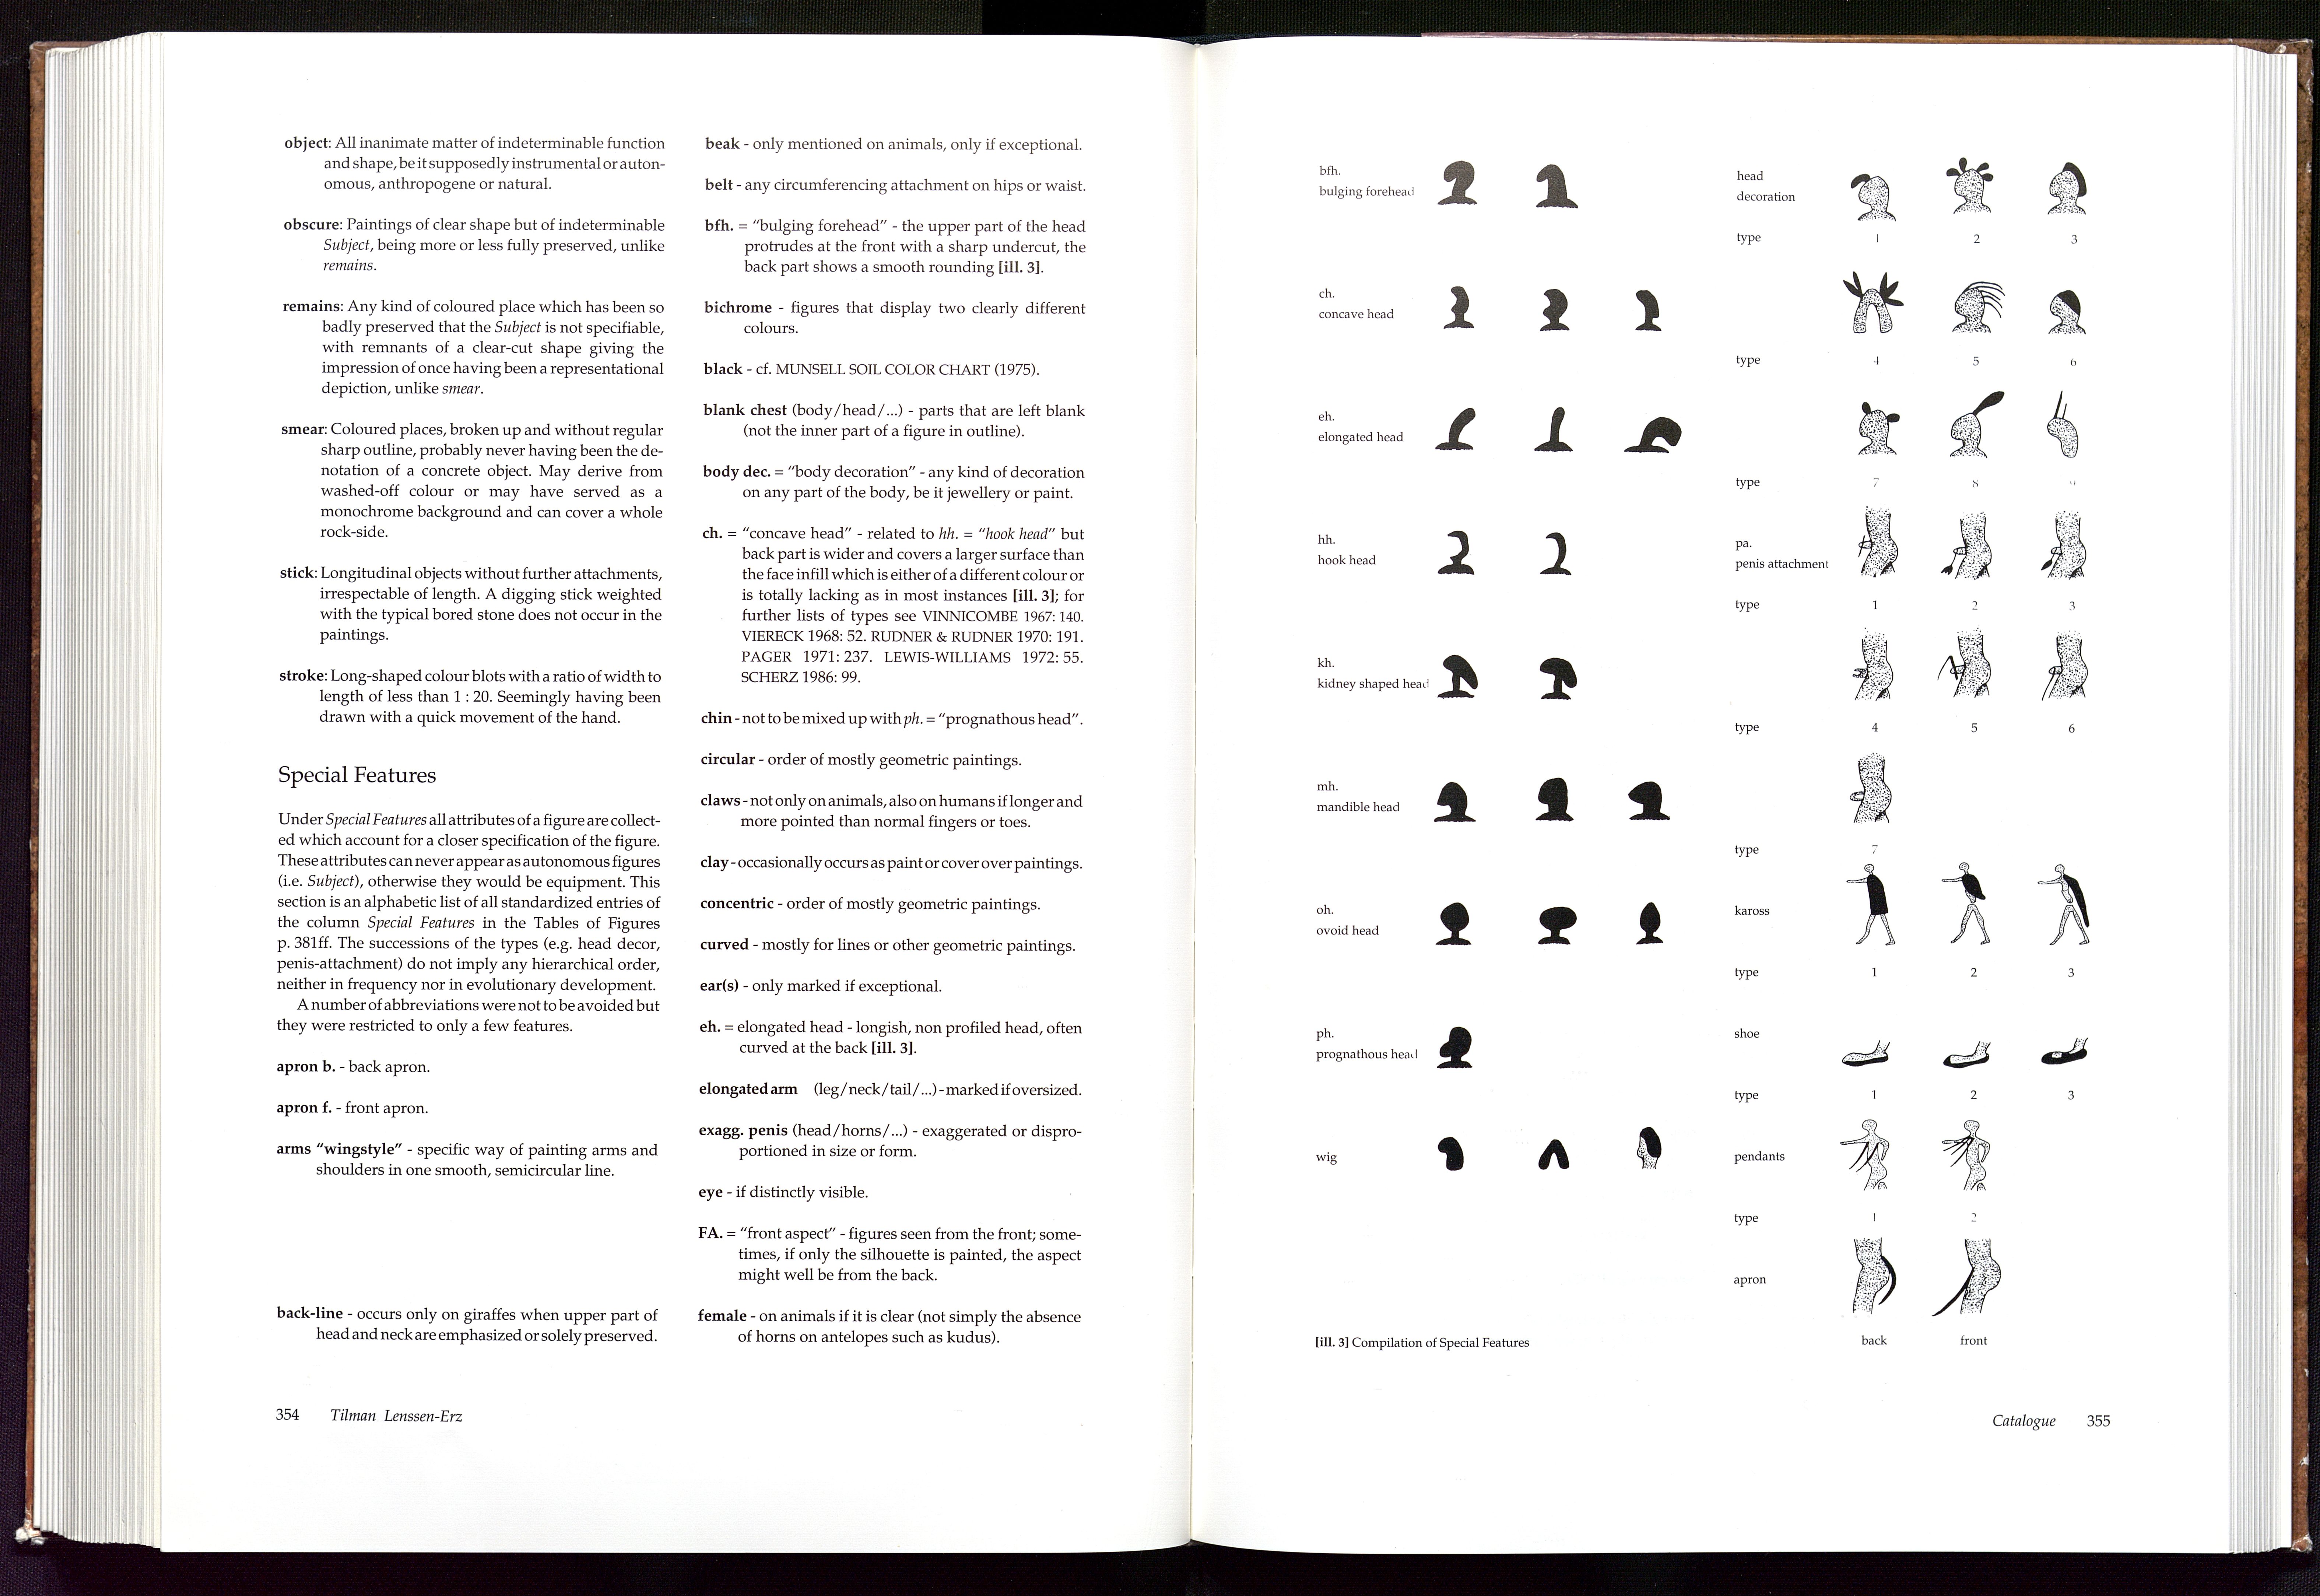 object: All inanimate matter of indeterminable function
and shape, be it supposedly instrumental or auton-
omous, anthropogene or natural.
obscure: Paintings of clear shape but of indeterminable
Subject, being more or less fully preserved, unlike
remains.
remains: Any kind of coloured place which has been so
badly preserved that the Subject is not specifiable,
with remnants of a clear-cut shape giving the
impression of once having been a representational
depiction, unlike smear.
smear: Coloured places, broken up and without regular
sharp outline, probably never having been the de-
notation of a concrete object. May derive from
washed-off colour or may have served as a
monochrome background and can cover a whole
rock-side.
stick: Longitudinal objects without further attachments,
irrespectable of length. A digging stick weighted
with the typical bored stone does not occur in the
paintings.
stroke: Long-shaped colour blots with a ratio of width to
length of less than 1 : 20. Seemingly having been
drawn with a quick movement of the hand.
Special Features
Under Special Features all attributes of a figure are collect-
ed which account for a closer specification of the figure.
These attributes can never appear as autonomous figures
(i.e. Subject), otherwise they would be equipment. This
section is an alphabetic list of all standardized entries of
the column Special Features in the Tables of Figures
p. 381ff. The successions of the types (e.g. head decor,
penis-attachment) do not imply any hierarchical order,
neither in frequency nor in evolutionary development.
A number of abbreviations were not to be avoided but
they were restricted to only a few features.
apron b. - back apron.
apron f. - front apron.
arms "wingstyle" - specific way of painting arms and
shoulders in one smooth, semicircular line.
back-line - occurs only on giraffes when upper part of
head and neck are emphasized or solely preserved.
354 Tilman Lenssen-Erz
beak - only mentioned on animals, only if exceptional.
belt - any circumferencing attachment on hips or waist.
bfh. = "bulging forehead" - the upper part of the head
protrudes at the front with a sharp undercut, the
back part shows a smooth rounding [ill. 3].
bichrome - figures that display two clearly different
colours.
black - cf. MUNSELL SOIL COLOR CHART (1975).
blank chest (body/head/...) - parts that are left blank
(not the inner part of a figure in outline).
body dec. = "body decoration" - any kind of decoration
on any part of the body, be it jewellery or paint.
ch. = "concave head" - related to hh. = "hook head" but
back part is wider and covers a larger surface than
the face infill which is either of a different colour or
is totally lacking as in most instances [ill. 3]; for
further lists of types see VINNICOMBE 1967: 140.
VIERECK 1968: 52. RUDNER & RUDNER 1970: 191.
PAGER 1971: 237. LEWIS-WILLIAMS 1972: 55.
SCHERZ 1986: 99.
chin - not to be mixed up with ph. = "prognathous head".
circular - order of mostly geometric paintings.
claws - not only on animals, also on humans if longer and
more pointed than normal fingers or toes.
clay - occasionally occurs as paint or cover over paintings.
concentric - order of mostly geometric paintings.
curved - mostly for lines or other geometric paintings.
ear(s) - only marked if exceptional.
eh. = elongated head - longish, non profiled head, often
curved at the back [ill. 3].
elongated arm (leg/neck/tail/...) - marked if oversized.
exagg. penis (head/horns/...) - exaggerated or dispro-
portioned in size or form.
eye - if distinctly visible.
FA. = "front aspect" - figures seen from the front; some-
times, if only the silhouette is painted, the aspect
might well be from the back.
female - on animals if it is clear (not simply the absence
of horns on antelopes such as kudus).
bfh.
bulging forehead
ch.
concave head
eh.
elongated head
hh.
hook head
kh.
kidney shaped head
mh.
mandible head
oh.
ovoid head
ph.
prognathous head
wig
[ill. 3] Compilation of Special Features
head
decoration
type 1 2 3
type 4 5 6
type 7 8 9
pa.
penis attachment
type 1 2 3
type 4 5 6
type 7
kaross
type 1 2 3
shoe
type 1 2 3
pendants
type 1 2
apron
back front
Catalogue 355